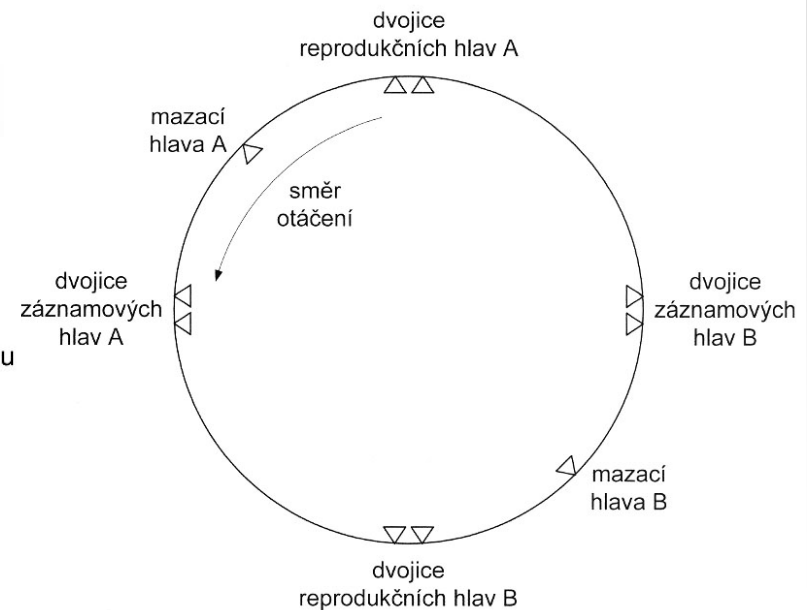 dvojice
reprodukčních hlav A
mazací
hlava A
směr
otáčení
dvojice
záznamových
hlav A
dvojice
záznamových
hlav B
u
mazací
hlava B
dvojice
reprodukčních hlav B